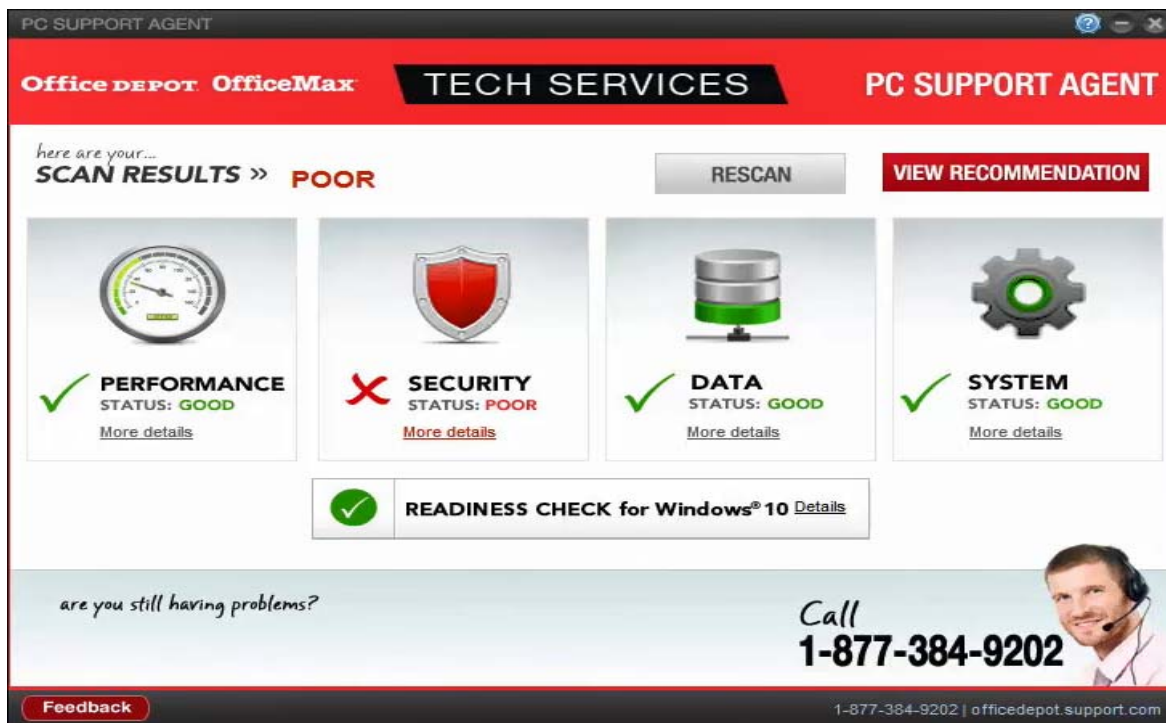 PC SUPPORT AGENT
Office DEPOT. OfficeMax
TECH SERVICES
PC SUPPORT AGENT
here are your...
SCAN RESULTS »
POOR
RESCAN
VIEW RECOMMENDATION
PERFORMANCE
STATUS: GOOD
More details
SECURITY
STATUS: POOR
More details
DATA
STATUS: GOOD
More details
SYSTEM
STATUS: GOOD
More details
READINESS CHECK for Windows® 10 Details
are you still having problems?
Call
1-877-384-9202
Feedback
1-877-384-9202 | officedepot.support.com